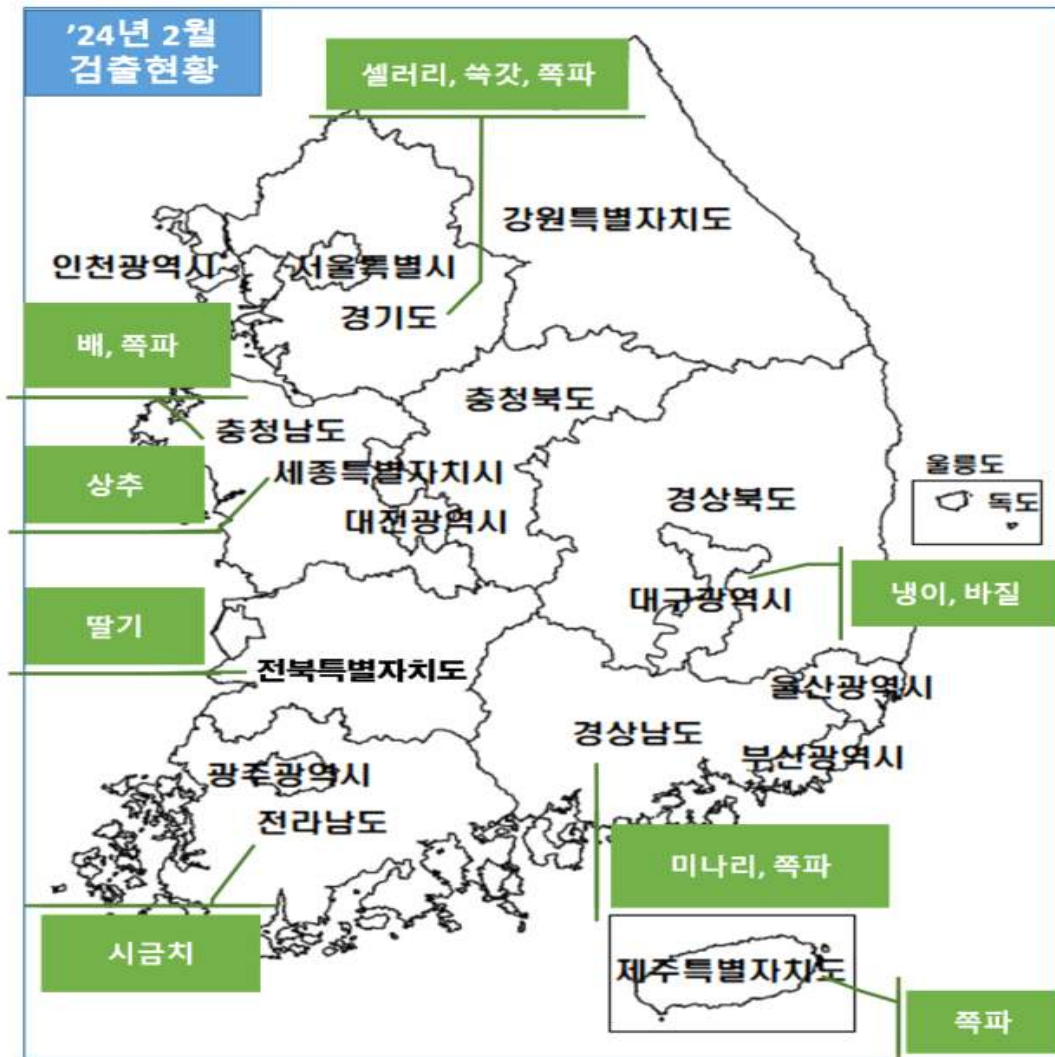 ’24년 2월
검출현황
셀러리, 쑥갓, 쪽파
강원특별자치도
인천광역시
서울특별시
경기도
배, 쪽파
충청북도
충청남도
상추
세종특별자치시
대전광역시
경상북도
울릉도
독도
냉이, 바질
대구광역시
딸기
전북특별자치도
울산광역시
경상남도
부산광역시
광주광역시
전라남도
미나리, 쪽파
시금치
제주특별자치도
쪽파